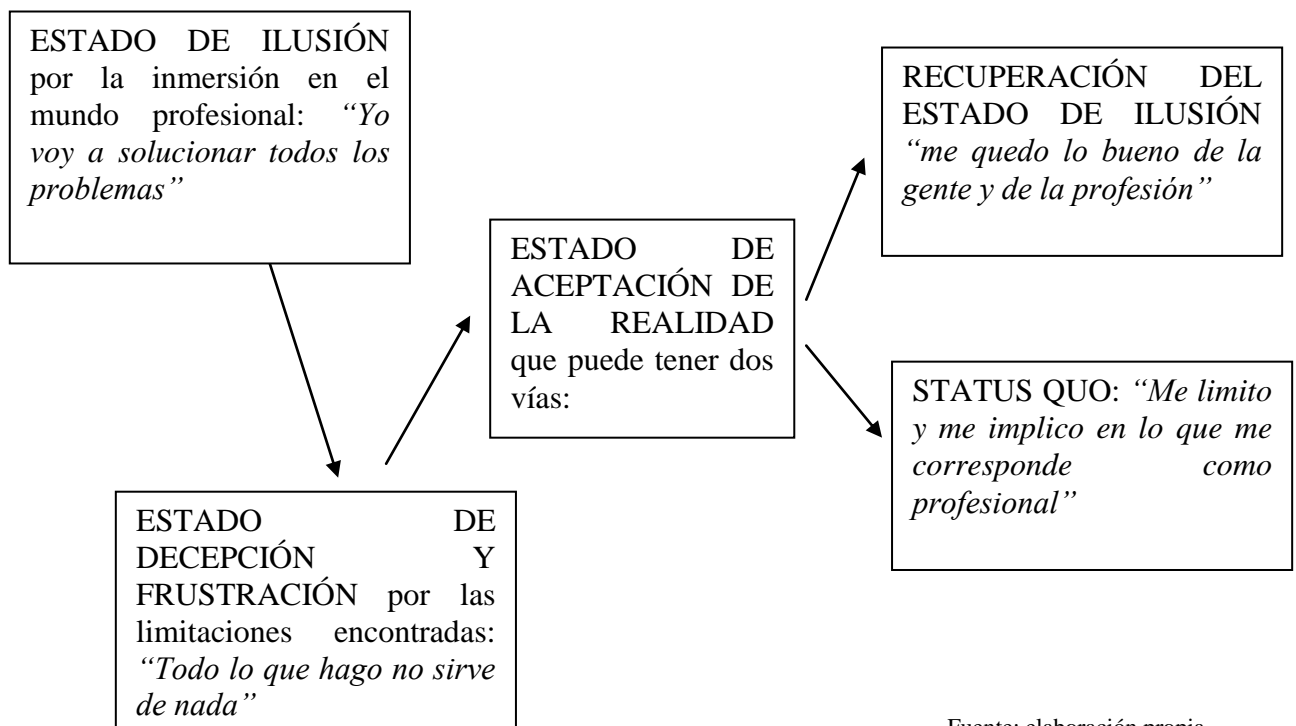 ESTADO DE ILUSIÓN
por la inmersión en el
mundo profesional: “Yo
voy a solucionar todos los
problemas”
ESTADO DE
DECEPCIÓN Y
FRUSTRACIÓN por las
limitaciones encontradas:
“Todo lo que hago no sirve
de nada”
ESTADO DE
ACEPTACIÓN DE
LA REALIDAD
que puede tener dos
vías:
RECUPERACIÓN DEL
ESTADO DE ILUSIÓN
“me quedo lo bueno de la
gente y de la profesión”
STATUS QUO: “Me limito
y me implico en lo que me
corresponde como
profesional”
Fuente: elaboración propia